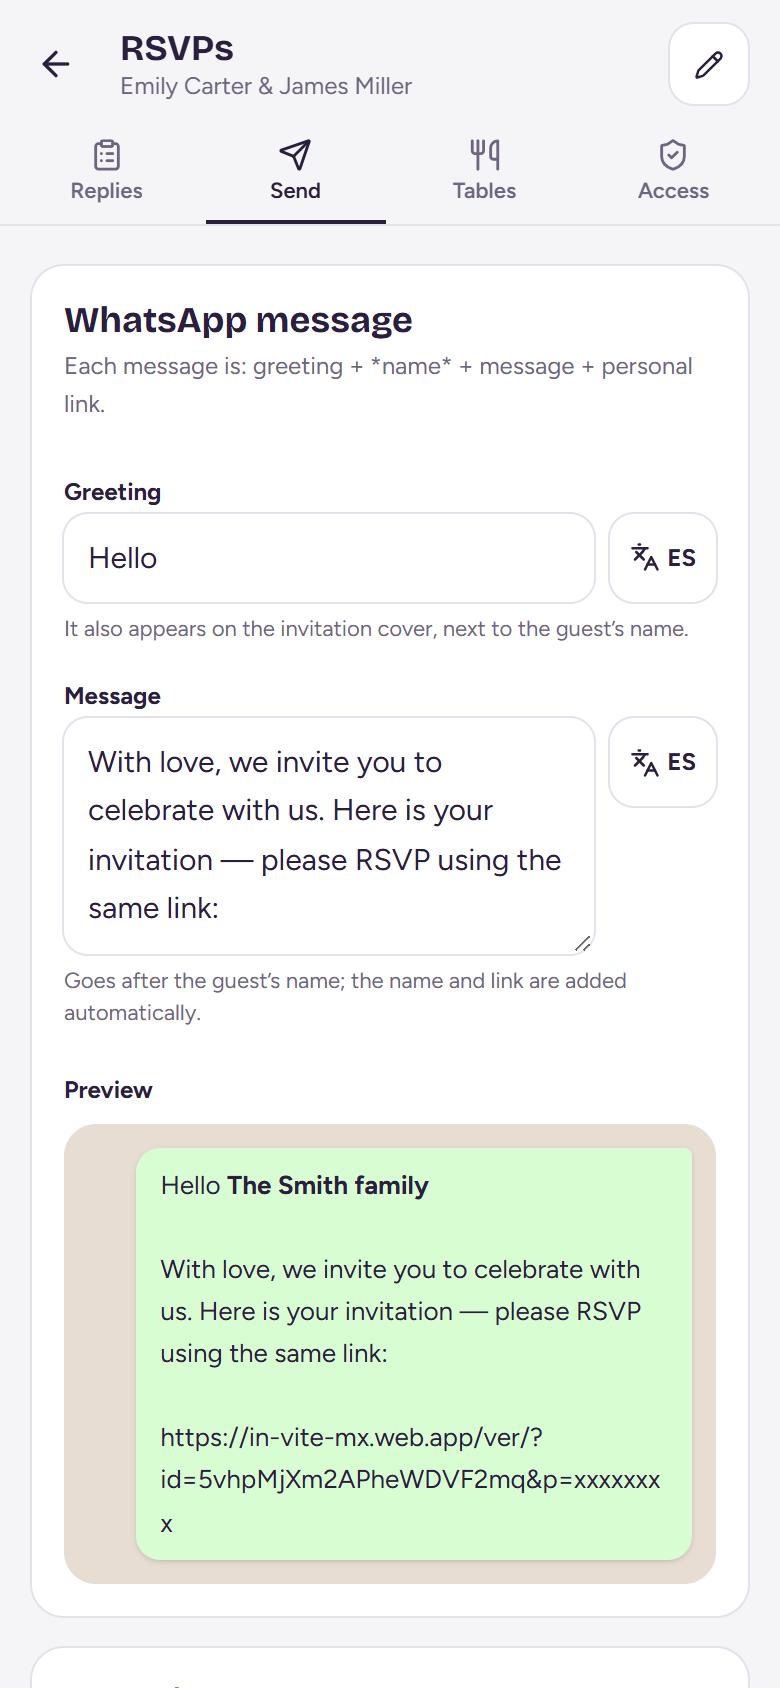 RSVPs
Emily Carter & James Miller
Replies
Send
Tables
Access
WhatsApp message
Each message is: greeting + *name* + message + personal
link.
Greeting
Hello
ES
It also appears on the invitation cover, next to the guest’s name.
Message
With love, we invite you to
celebrate with us. Here is your
invitation — please RSVP using the
same link:
ES
Goes after the guest’s name; the name and link are added
automatically.
Preview
Hello The Smith family
With love, we invite you to celebrate with
us. Here is your invitation — please RSVP
using the same link:
https://in-vite-mx.web.app/ver/?
id=5vhpMjXm2APheWDVF2mq&p=xxxxxxx
x